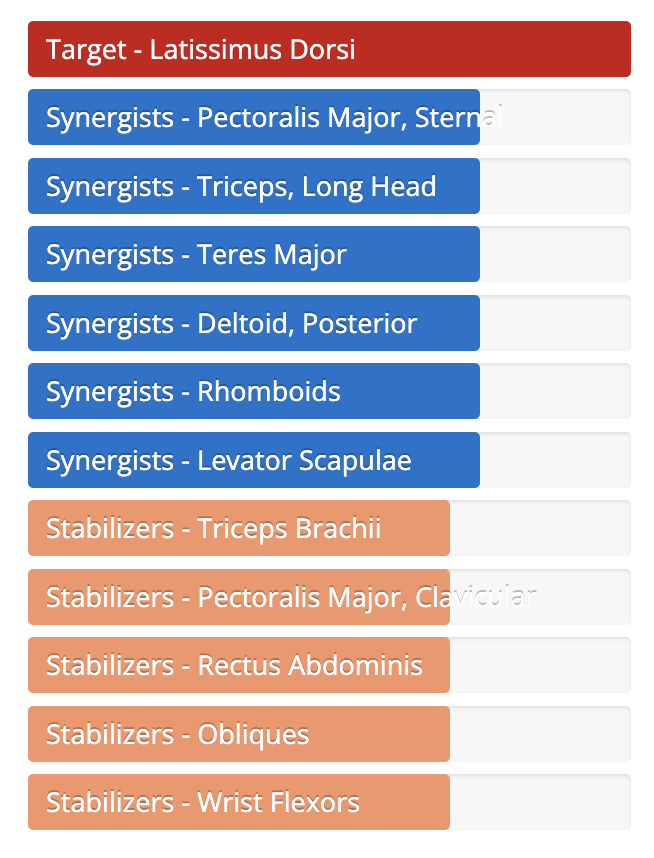 Target - Latissimus Dorsi
Synergists - Pectoralis Major, Sternal
Synergists - Triceps, Long Head
Synergists - Teres Major
Synergists - Deltoid, Posterior
Synergists - Rhomboids
Synergists - Levator Scapulae
Stabilizers - Triceps Brachii
Stabilizers - Pectoralis Major, Clavicular
Stabilizers - Rectus Abdominis
Stabilizers - Obliques
Stabilizers - Wrist Flexors